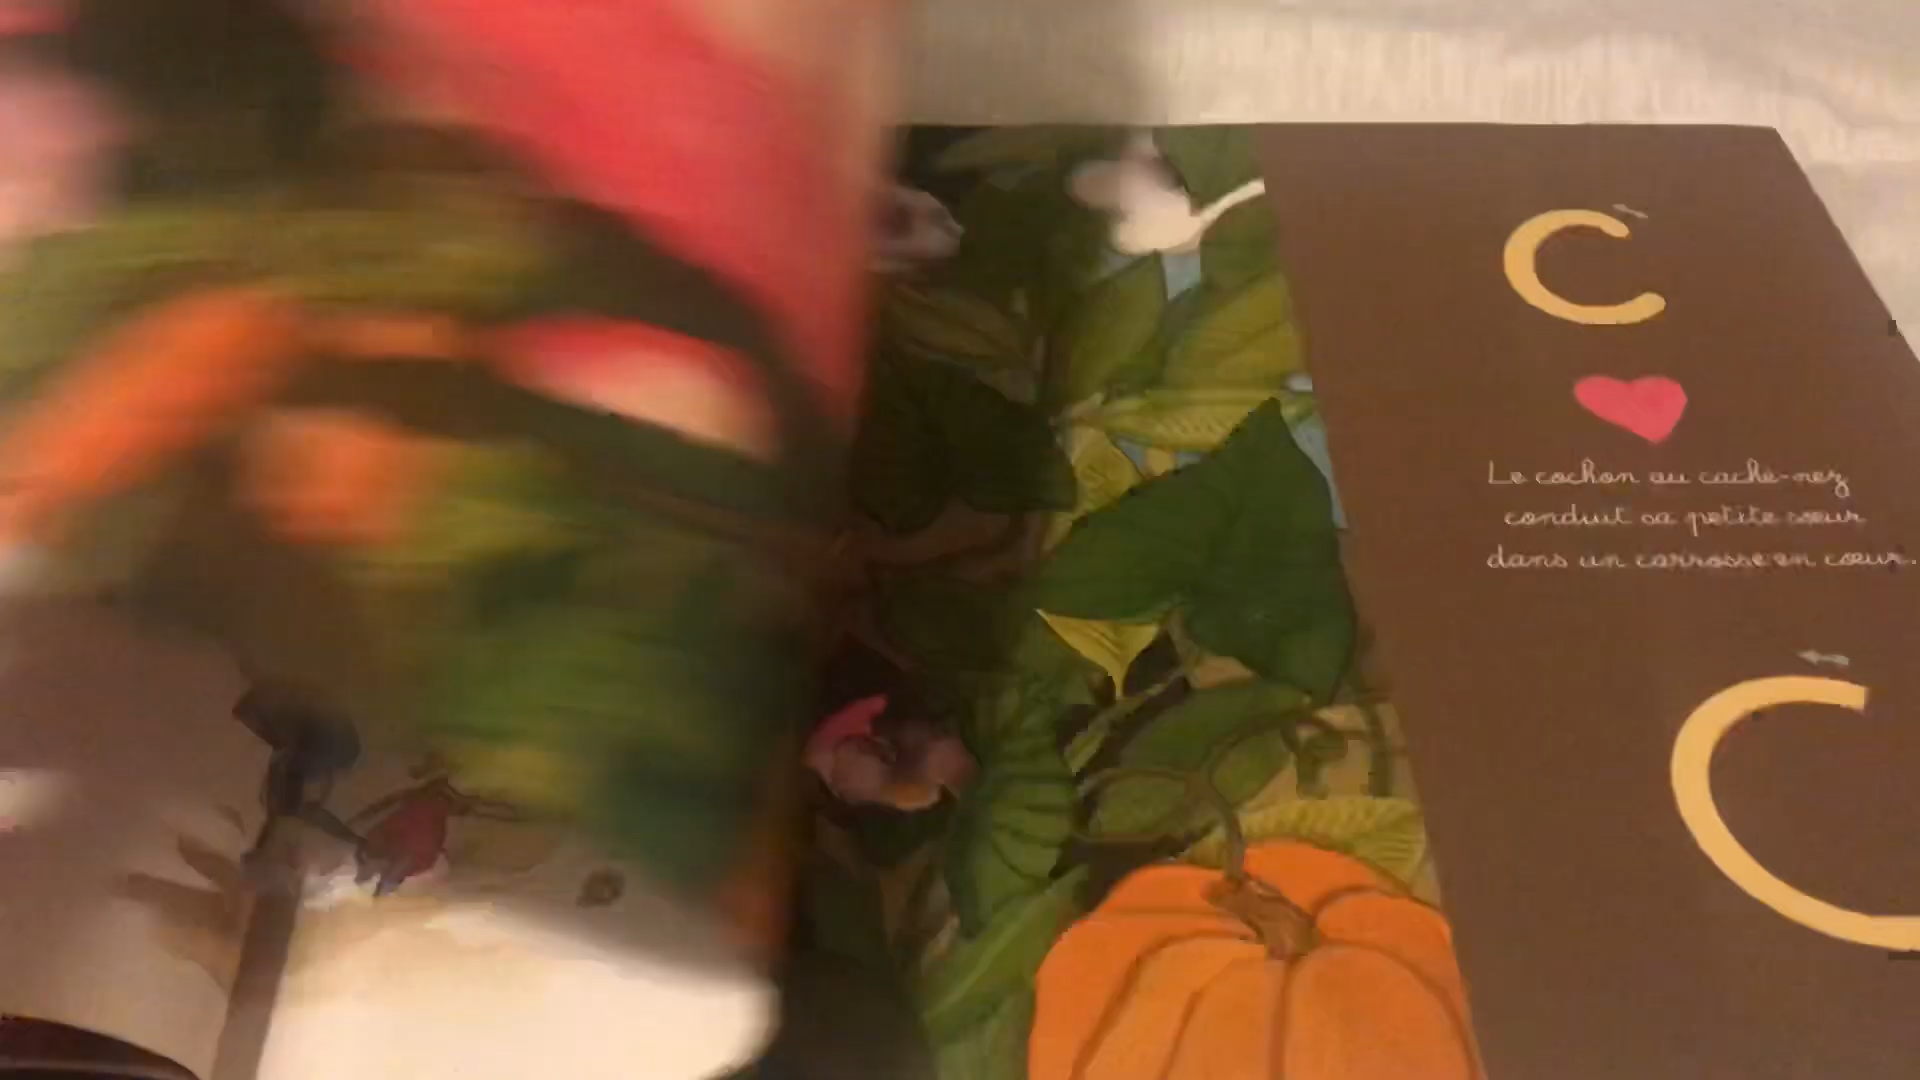 c
Le cochon au cache-nez
conduit sa petite sœur
dans un carrosse en cœur.
C